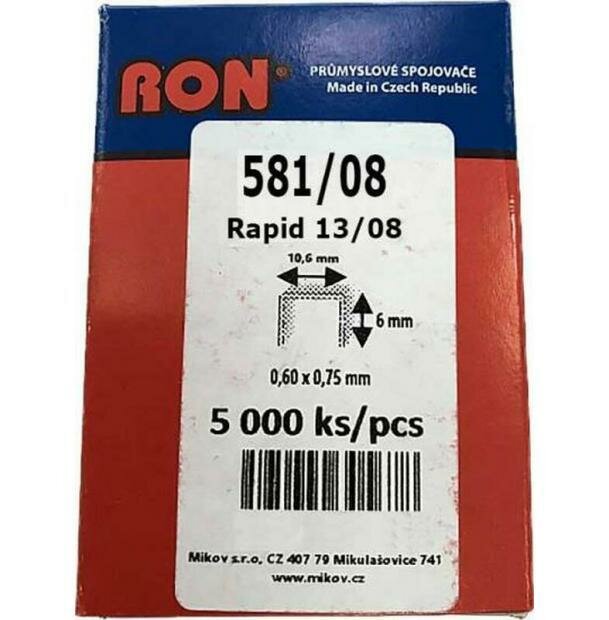 RON®
PRŮMYSLOVÉ SPOJOVAČE
Made in Czech Republic
581/08
Rapid 13/08
10,6 mm
6 mm
0,60 x 0,75 mm
5 000 ks/pcs
Mikov s.r.o, CZ 407 79 Mikulašovice 741
www.mikov.cz